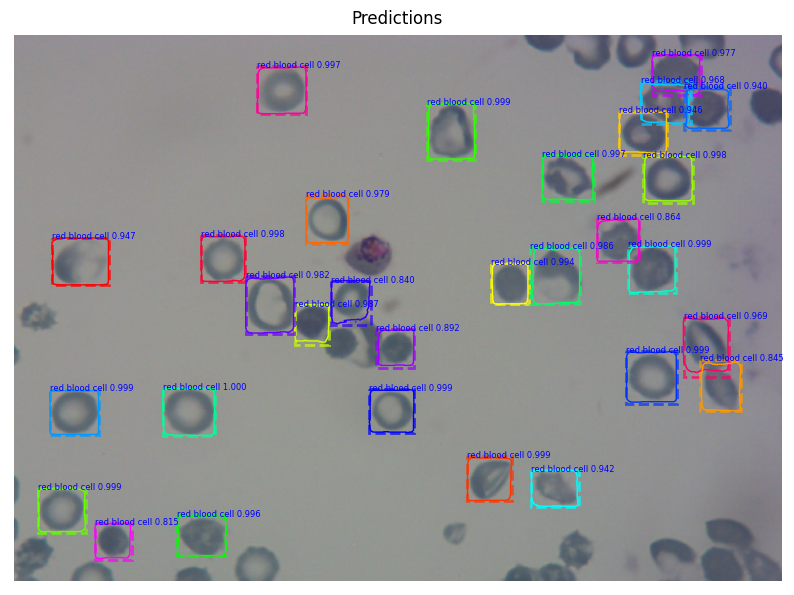 Predictions
red blood cell 0.977
red blood cell 0.997
red blood cell 0.968
red blood cell 0.940
red blood cell 0.999
red blood cell 0.946
red blood cell 0.997
red blood cell 0.998
red blood cell 0.979
red blood cell 0.864
red blood cell 0.947
red blood cell 0.998
red blood cell 0.986
red blood cell 0.999
red blood cell 0.994
red blood cell 0.982
red blood cell 0.840
red blood cell
red blood cell 0.969
red blood cell 0.892
red blood cell 0.999
red blood cell 0.845
red blood cell 0.999
red blood cell 1.000
red blood cell 0.999
red blood cell 0.999
red blood cell 0.942
red blood cell 0.999
red blood cell 0.996
red blood cell 0.815